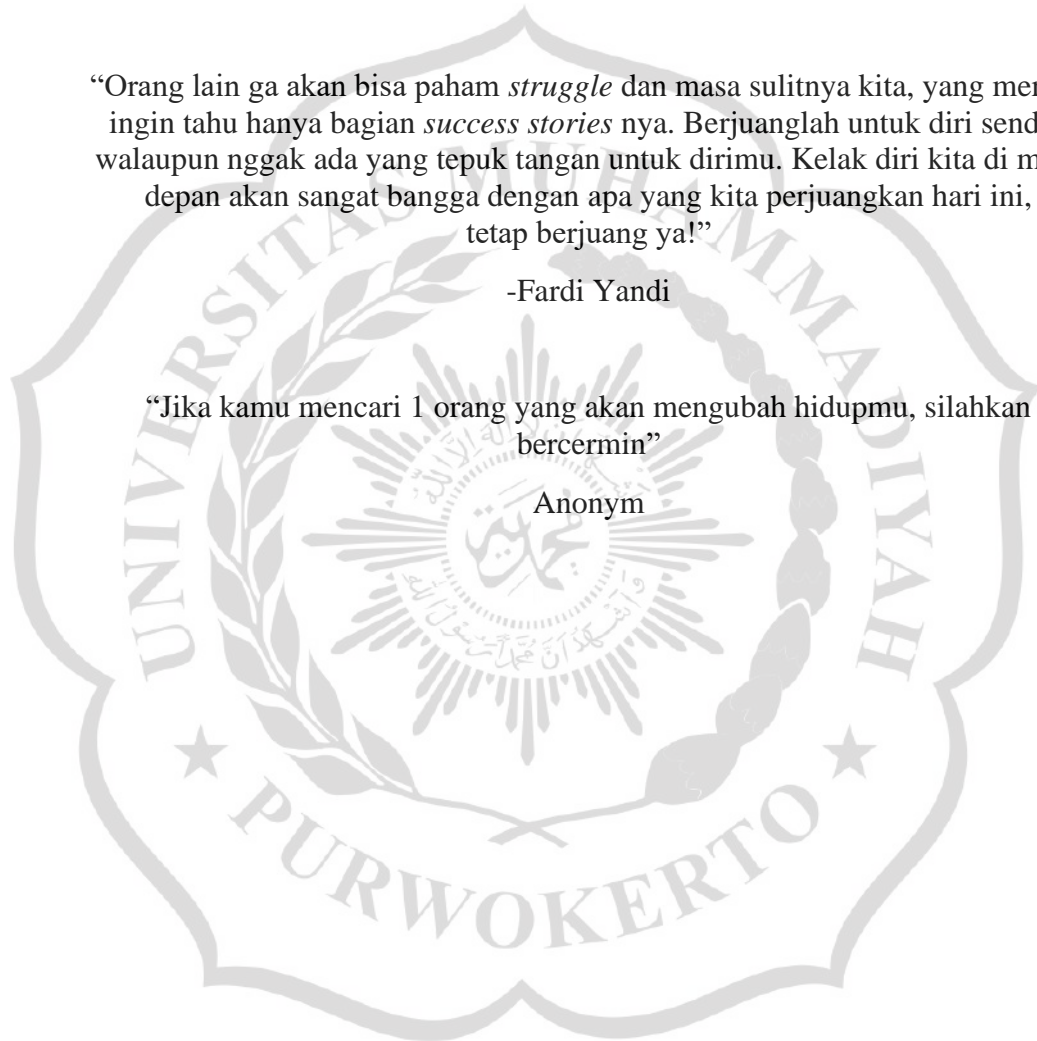 “Orang lain ga akan bisa paham struggle dan masa sulitnya kita, yang
ingin tahu hanya bagian success stories nya. Berjuanglah untuk diri
walaupun nggak ada yang tepuk tangan untuk dirimu. Kelak diri kita di
depan akan sangat bangga dengan apa yang kita perjuangkan hari ini,
tetap berjuang ya!”
-Fardi Yandi
“Jika kamu mencari 1 orang yang akan mengubah hidupmu, silahkan
bercermin”
Anonym
UNIVERSITAS MUHAMMADIYAH
PURWOKERTO